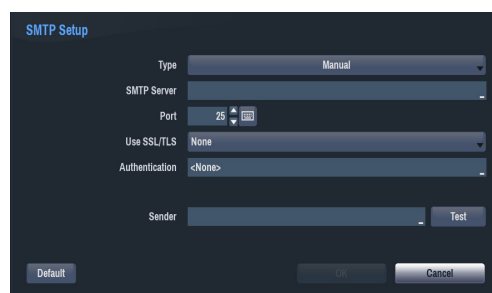 SMTP Setup
Type Manual
SMTP Server
Port 25
Use SSL/TLS None
Authentication <None>
Sender Test
Default OK Cancel